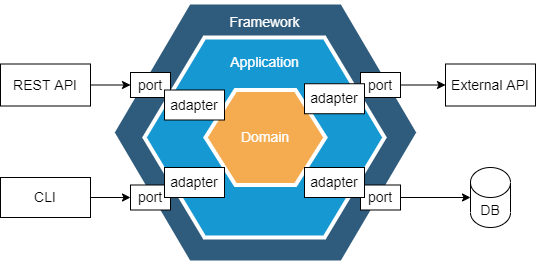 Framework
Application
REST API
port
adapter
adapter
port
External API
Domain
CLI
port
adapter
adapter
port
DB